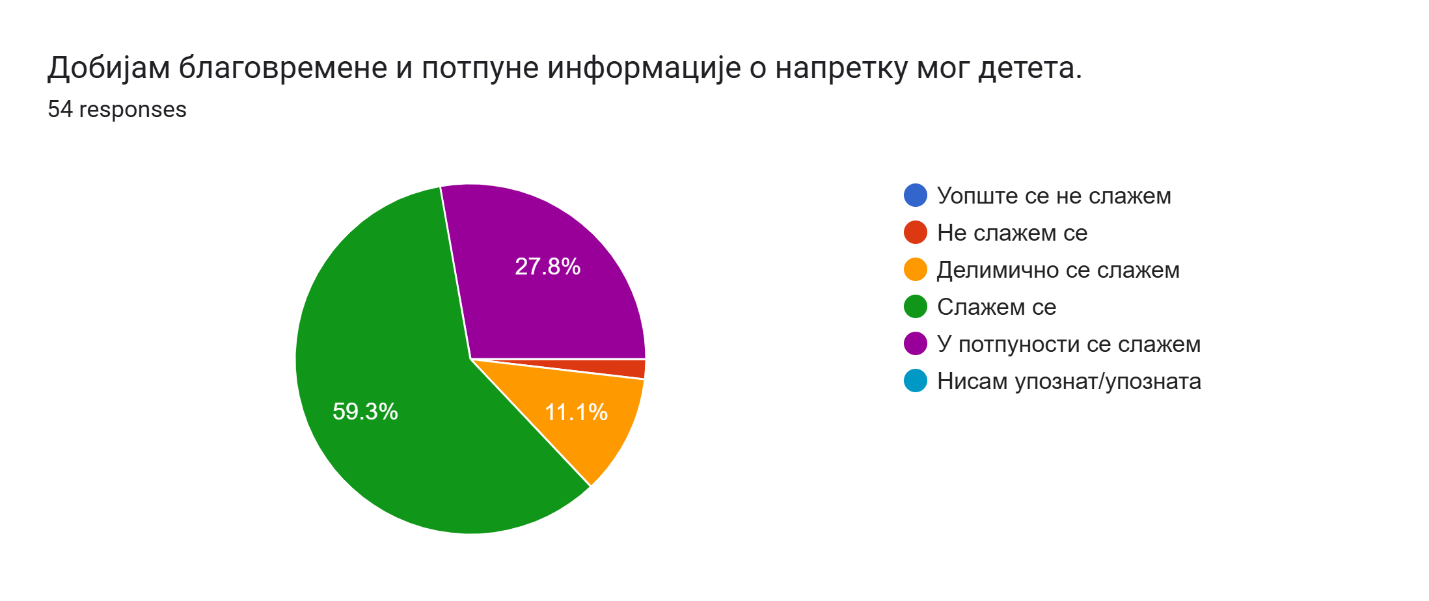 Добијам благовремене и потпуне информације о напретку мог детета.
54 responses
27.8%
59.3%
11.1%
Уопште се не слажем
Не слажем се
Делимично се слажем
Слажем се
У потпуности се слажем
Нисам упознат/упозната